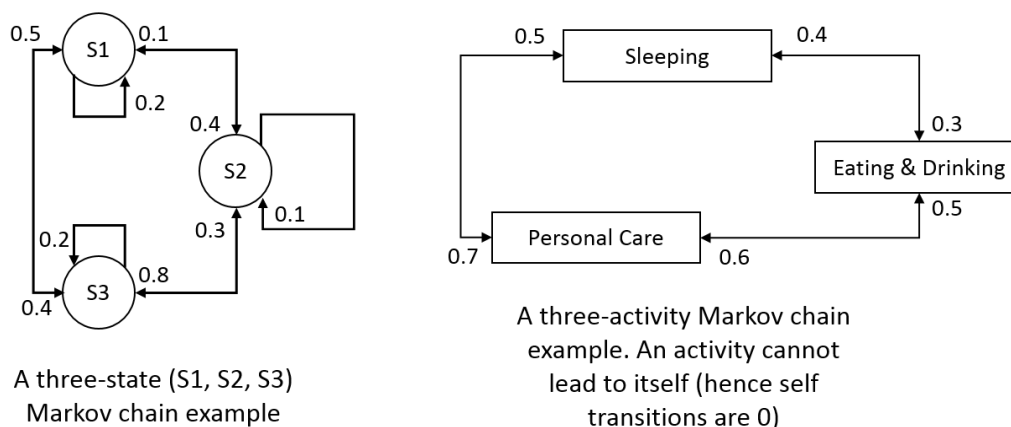 0.5
0.1
S1
0.2
0.4
S2
0.1
0.3
0.2
0.8
S3
0.4
A three-state (S1, S2, S3)
Markov chain example
0.5
0.4
Sleeping
0.3
Eating & Drinking
0.5
Personal Care
0.7
0.6
A three-activity Markov chain
example. An activity cannot
lead to itself (hence self
transitions are 0)